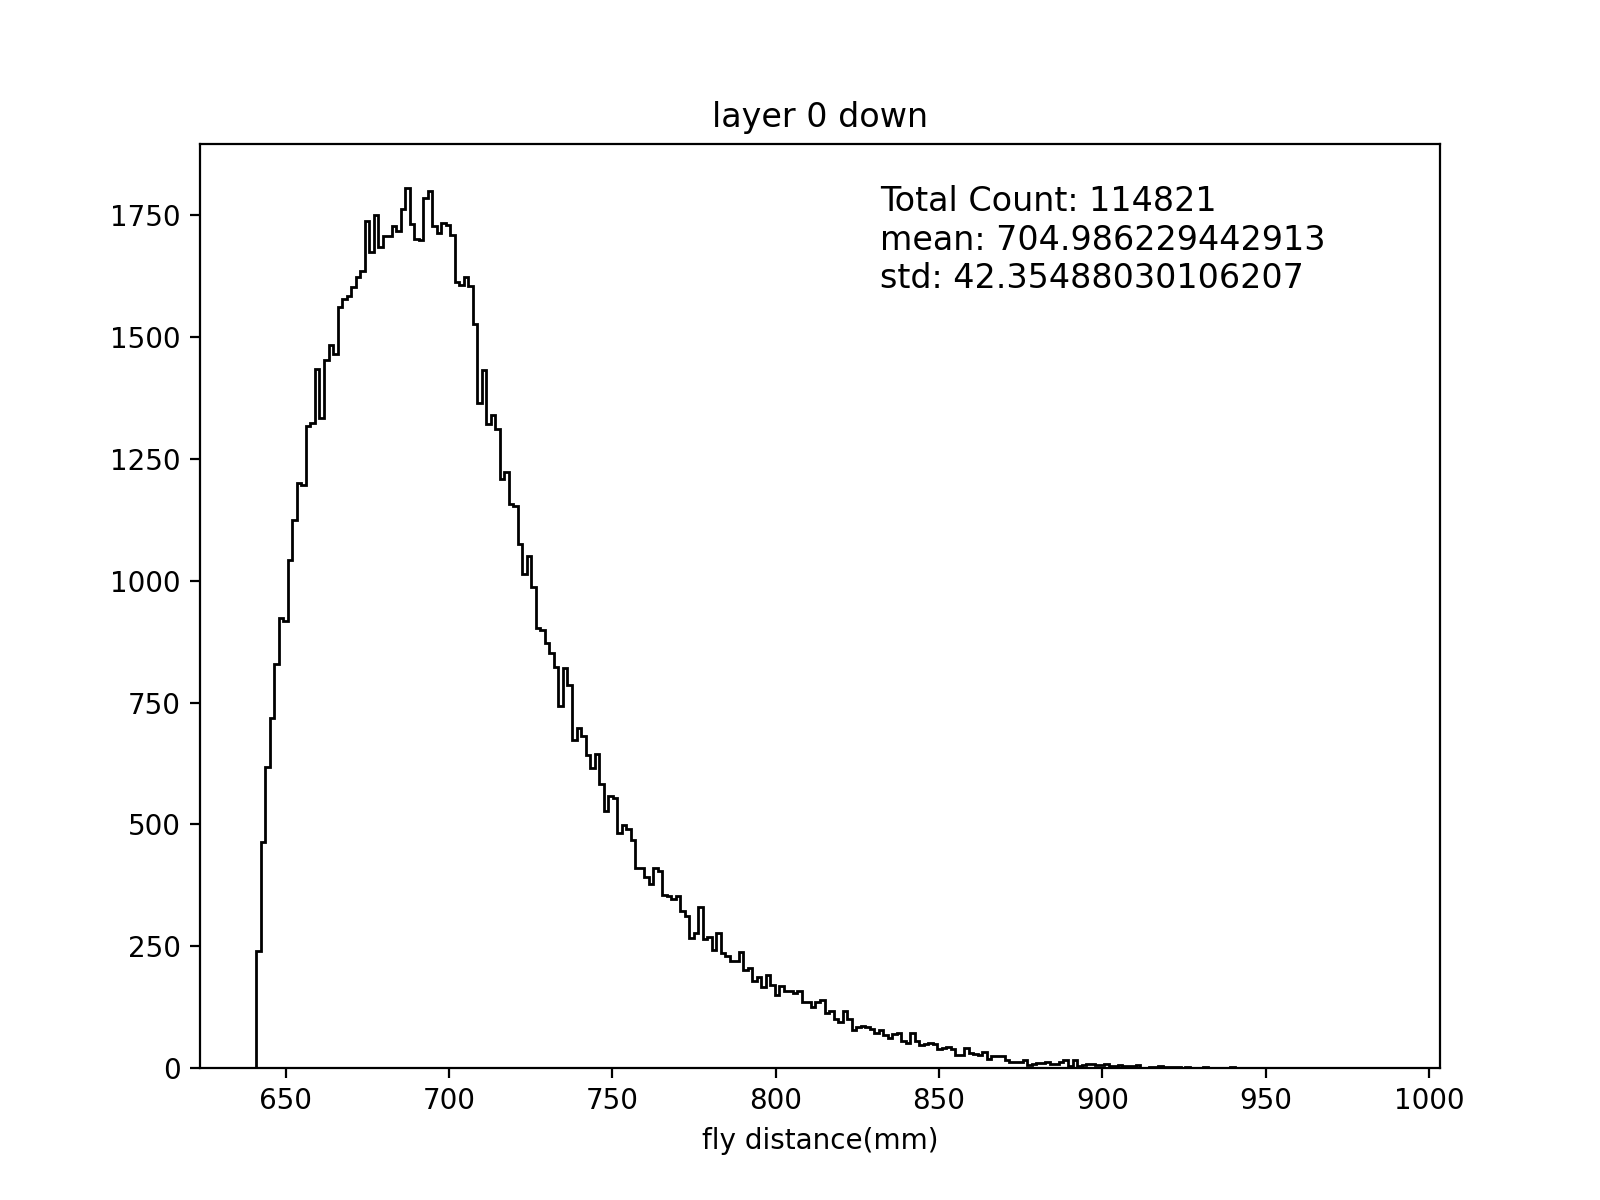 layer 0 down
Total Count: 114821
mean: 704.986229442913
std: 42.35488030106207
1750
1500
1250
1000
750
500
250
0
650 700 750 800 850 900 950 1000
fly distance(mm)